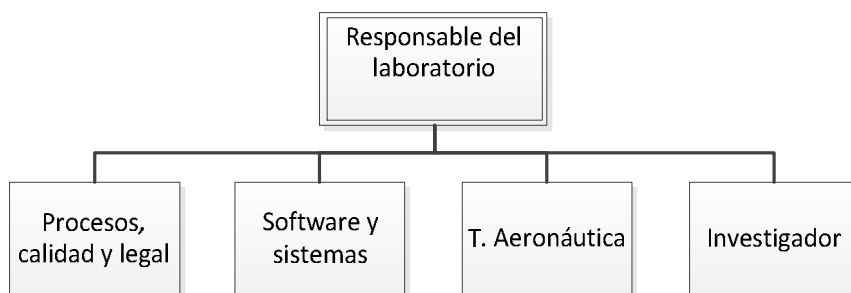 Responsable del
laboratorio
Procesos,
calidad y legal
Software y
sistemas
T. Aeronáutica
Investigador